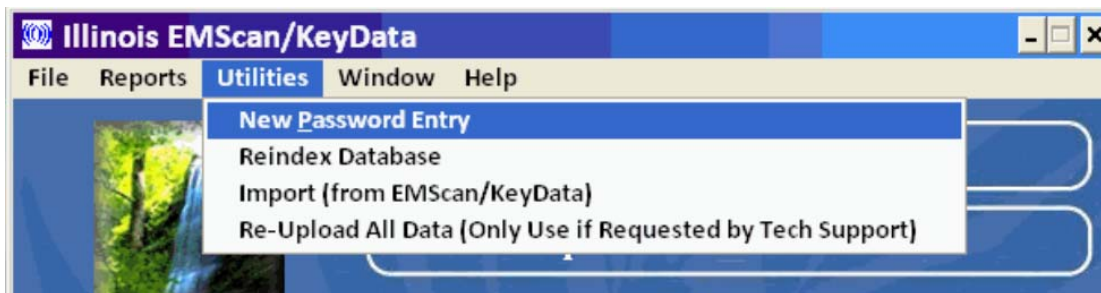 Illinois EMScan/KeyData
File Reports Utilities Window Help
New Password Entry
Reindex Database
Import (from EMScan/KeyData)
Re-Upload All Data (Only Use if Requested by Tech Support)